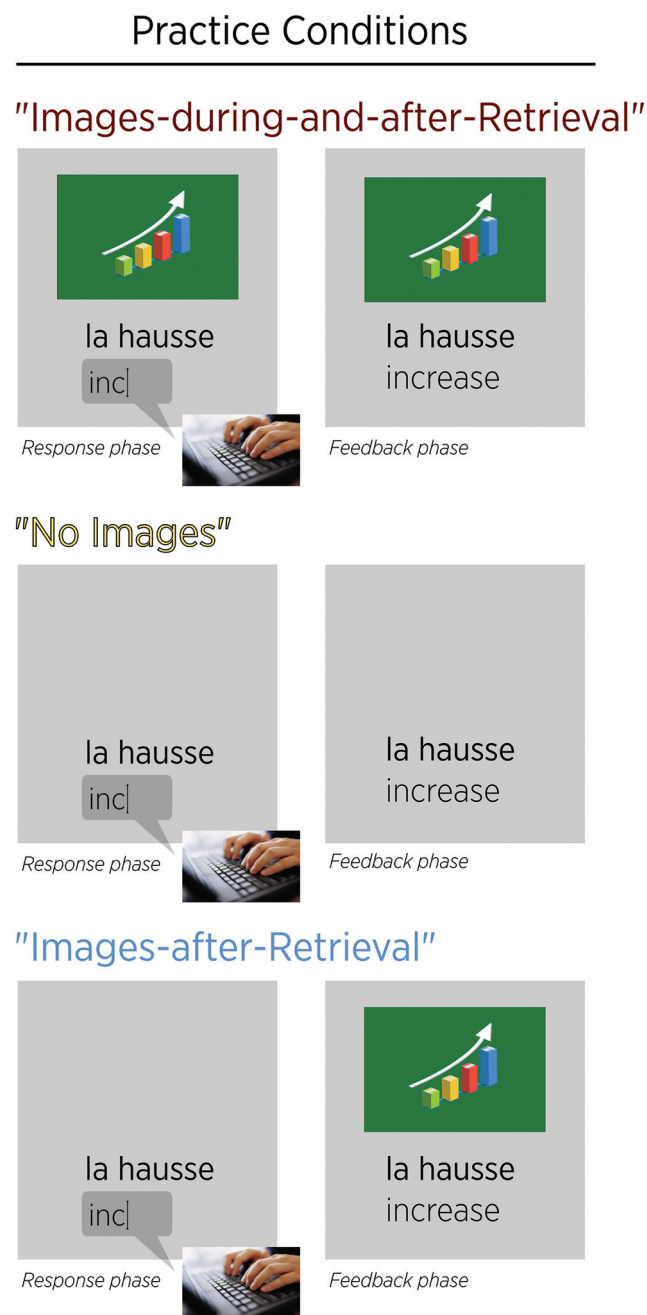 Practice Conditions
"Images-during-and-after-Retrieval"
la hausse
inc
Response phase
la hausse
increase
Feedback phase
"No Images"
la hausse
inc
Response phase
la hausse
increase
Feedback phase
"Images-after-Retrieval"
la hausse
inc
Response phase
la hausse
increase
Feedback phase